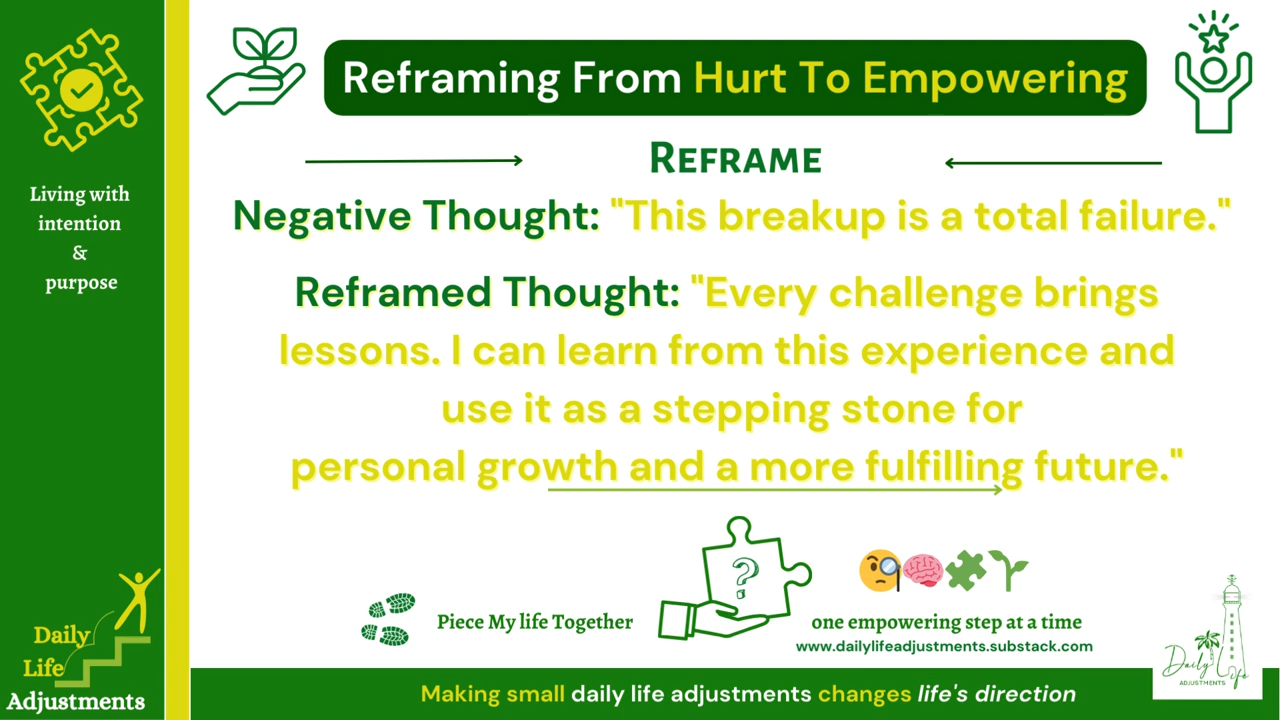 Reframing From Hurt To Empowering
REFRAME
Negative Thought: "This breakup is a total failure."
Reframed Thought: "Every challenge brings
lessons. I can learn from this experience and
use it as a stepping stone for
personal growth and a more fulfilling future."
Living with
intention
&
purpose
?
Piece My life Together
one empowering step at a time
www.dailylifeadjustments.substack.com
Daily
Life
Adjustments
Making small daily life adjustments changes life's direction
Daily Life
ADJUSTMENTS